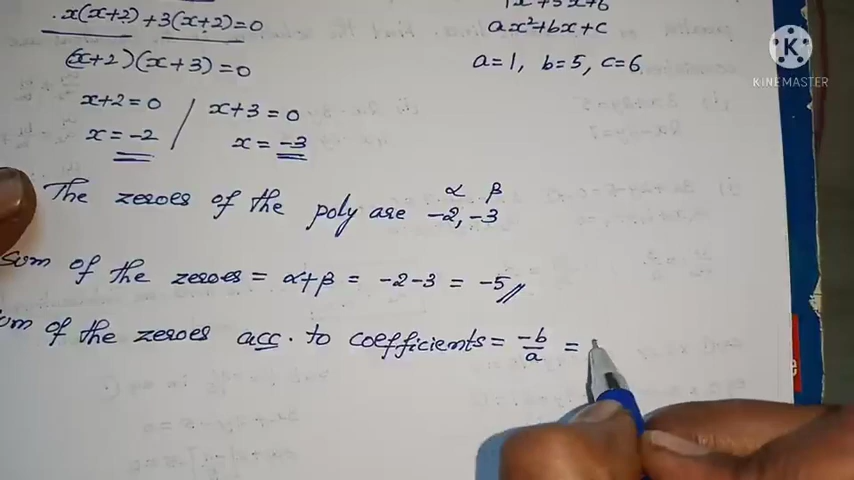 x(x+2)+3(x+2)=0
(x+2)(x+3)=0
x+2=0 / x+3=0
x=-2 x=-3
ax²+bx+c
a=1, b=5, c=6
KINEMASTER
The zeroes of the poly are -2, -3
α β
Sum of the zeroes = α+β = -2-3 = -5//
of the zeroes acc. to coefficients = -b/a =